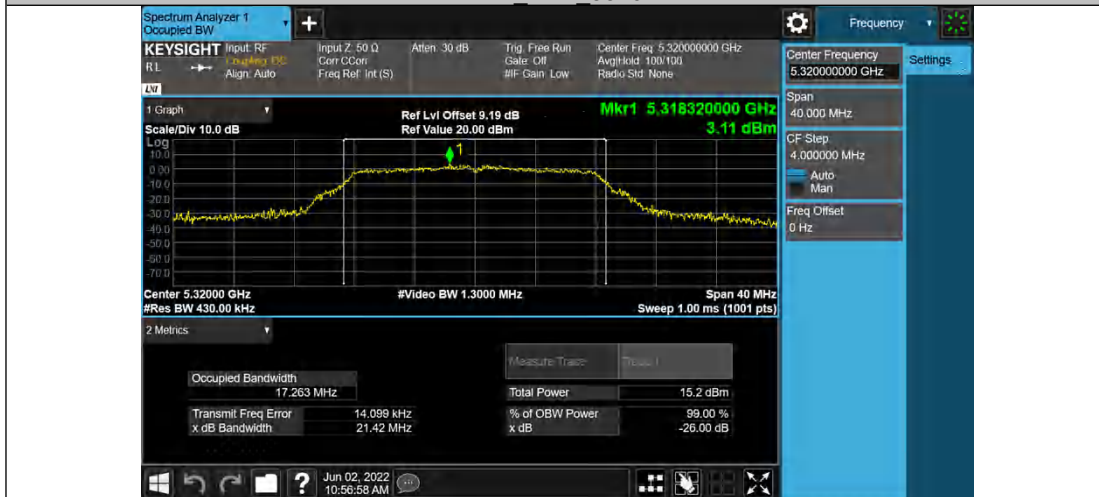 Spectrum Analyzer 1
Occupied BW
+
Frequency
KEYSIGHT Input: RF Input Z: 50 Ω Atten: 30 dB Trig: Free Run Center Freq: 5.320000000 GHz
RL Coupling: DC Corr CCorr Gate: Off Avg|Hold: 100/100
Align: Auto Freq Ref: Int (S) #IF Gain: Low Radio Std: None
LNI
Center Frequency
5.320000000 GHz
Settings
Span
40.000 MHz
CF Step
4.000000 MHz
Auto
Man
Freq Offset
0 Hz
1 Graph
Ref Lvl Offset 9.19 dB Mkr1 5.318320000 GHz
Scale/Div 10.0 dB Ref Value 20.00 dBm 3.11 dBm
Log
1
10.0
0.00
-10.0
-20.0
-30.0
-40.0
-50.0
-60.0
-70.0
Center 5.32000 GHz #Video BW 1.3000 MHz Span 40 MHz
#Res BW 430.00 kHz Sweep 1.00 ms (1001 pts)
2 Metrics
Measure Trace Trace 1
Occupied Bandwidth
17.263 MHz Total Power 15.2 dBm
Transmit Freq Error 14.099 kHz % of OBW Power 99.00 %
x dB Bandwidth 21.42 MHz x dB -26.00 dB
? Jun 02, 2022
10:56:58 AM